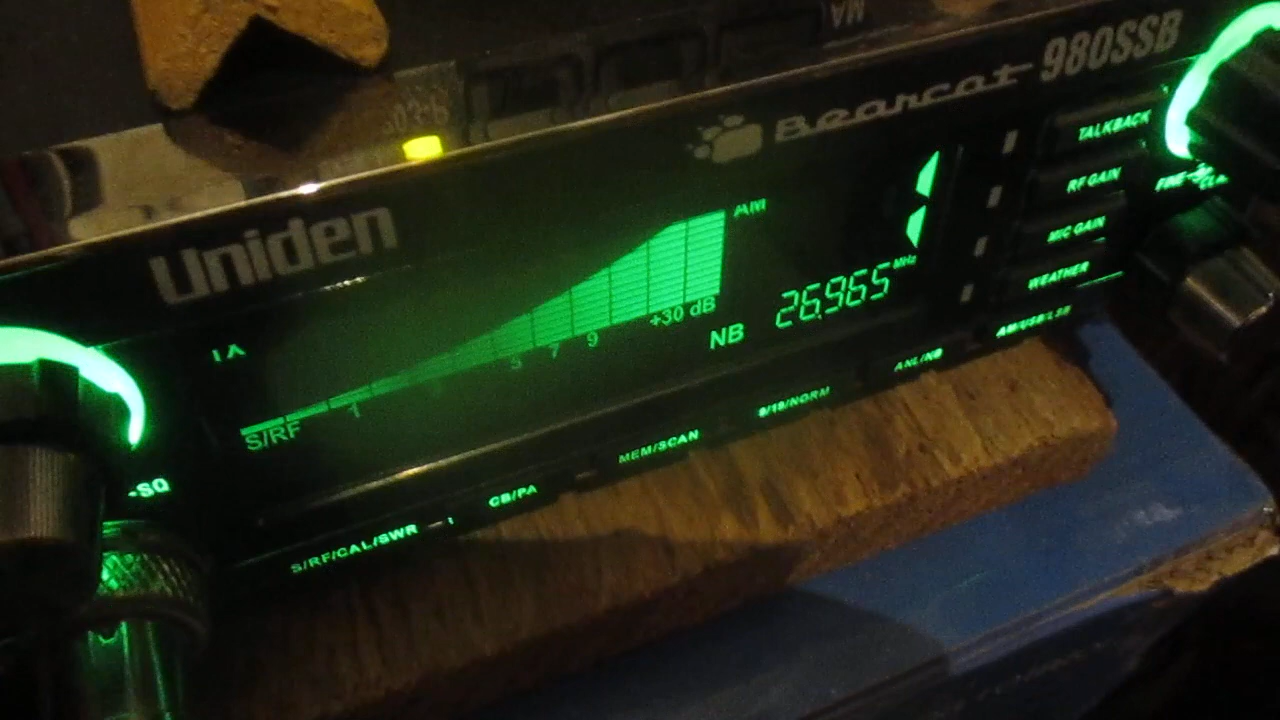 Bearcat 980SSB
Uniden
TALKBACK
RF GAIN
MIC GAIN
WEATHER
AM/USB/LSB
AM
1A
26.965 MHz
NB
+30 dB
1 5 7 9
S/RF
-SQ
S/RF/CAL/SWR
CB/PA
MEM/SCAN
9/19/NORM
ANL/NB